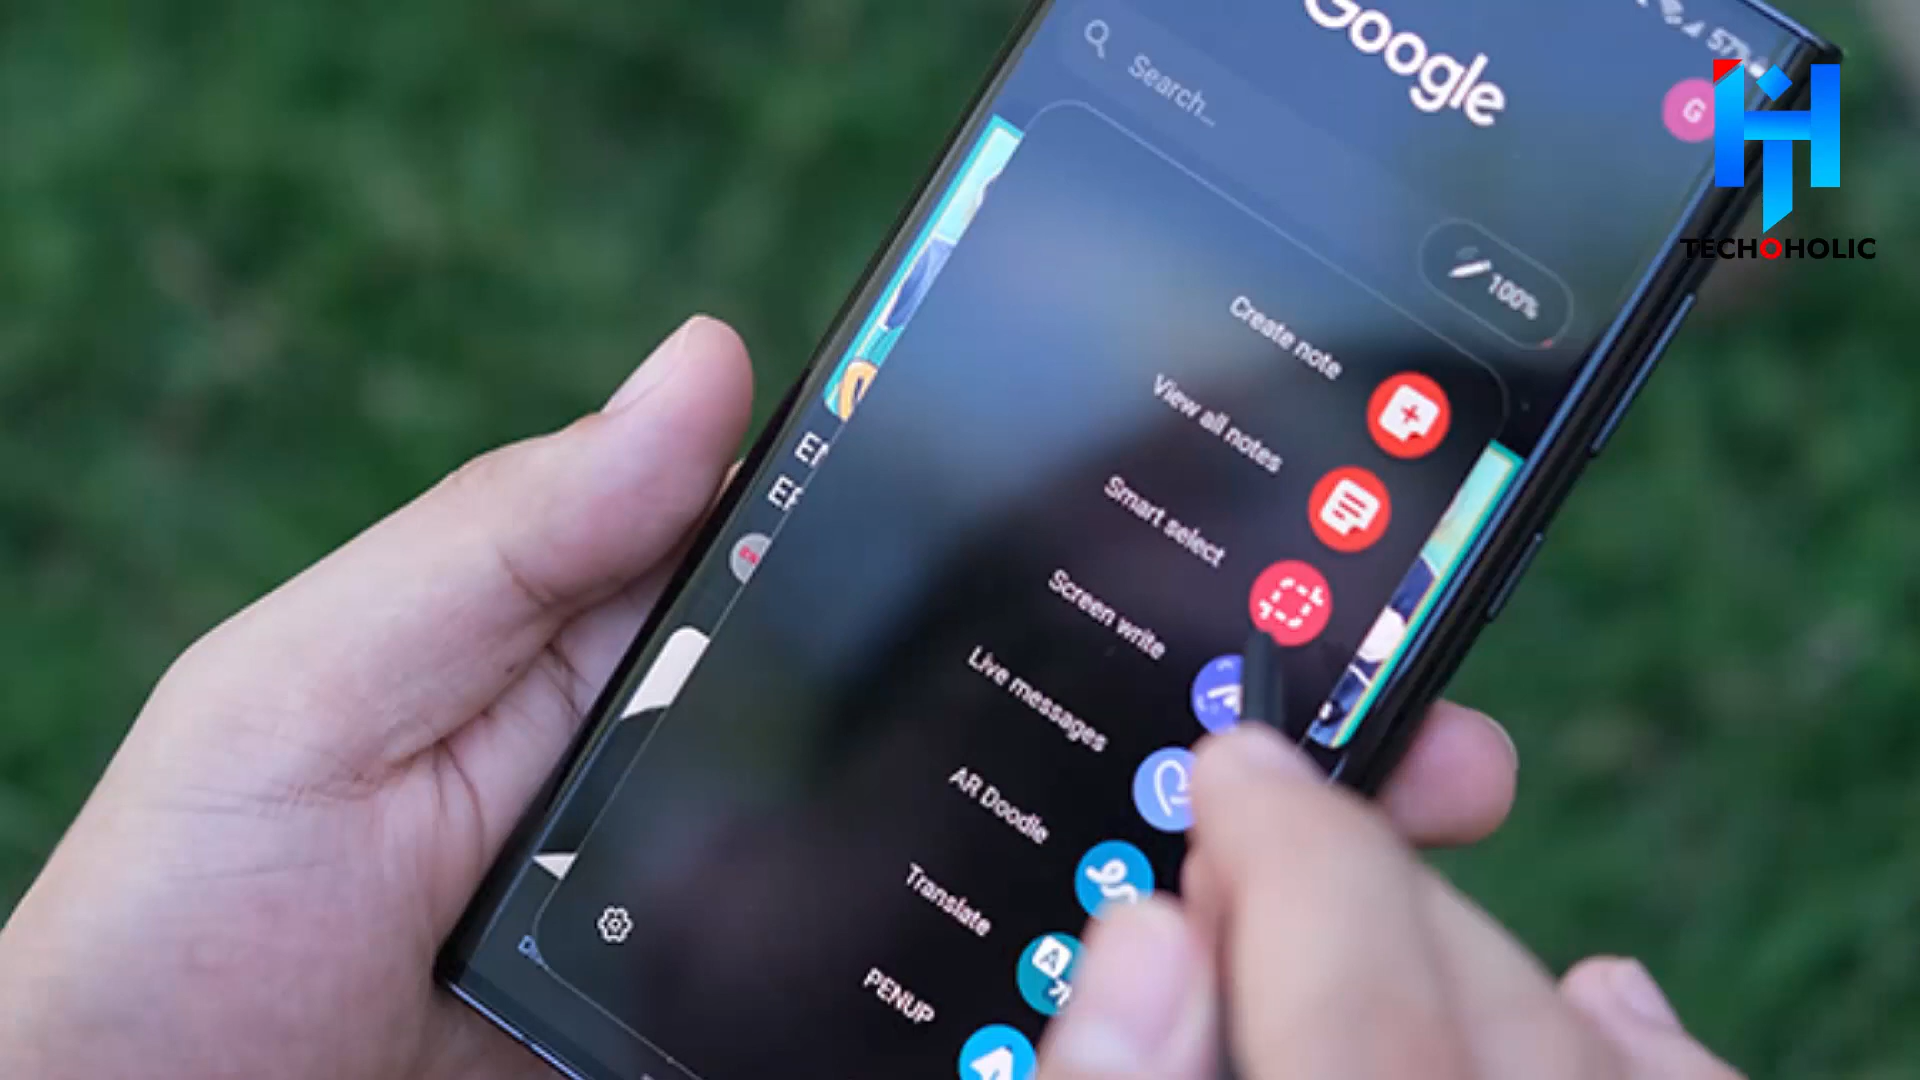 Google
57%
Search...
G
TECHOHOLIC
100%
Create note
View all notes
Smart select
Screen write
Live messages
AR Doodle
Translate
PENUP